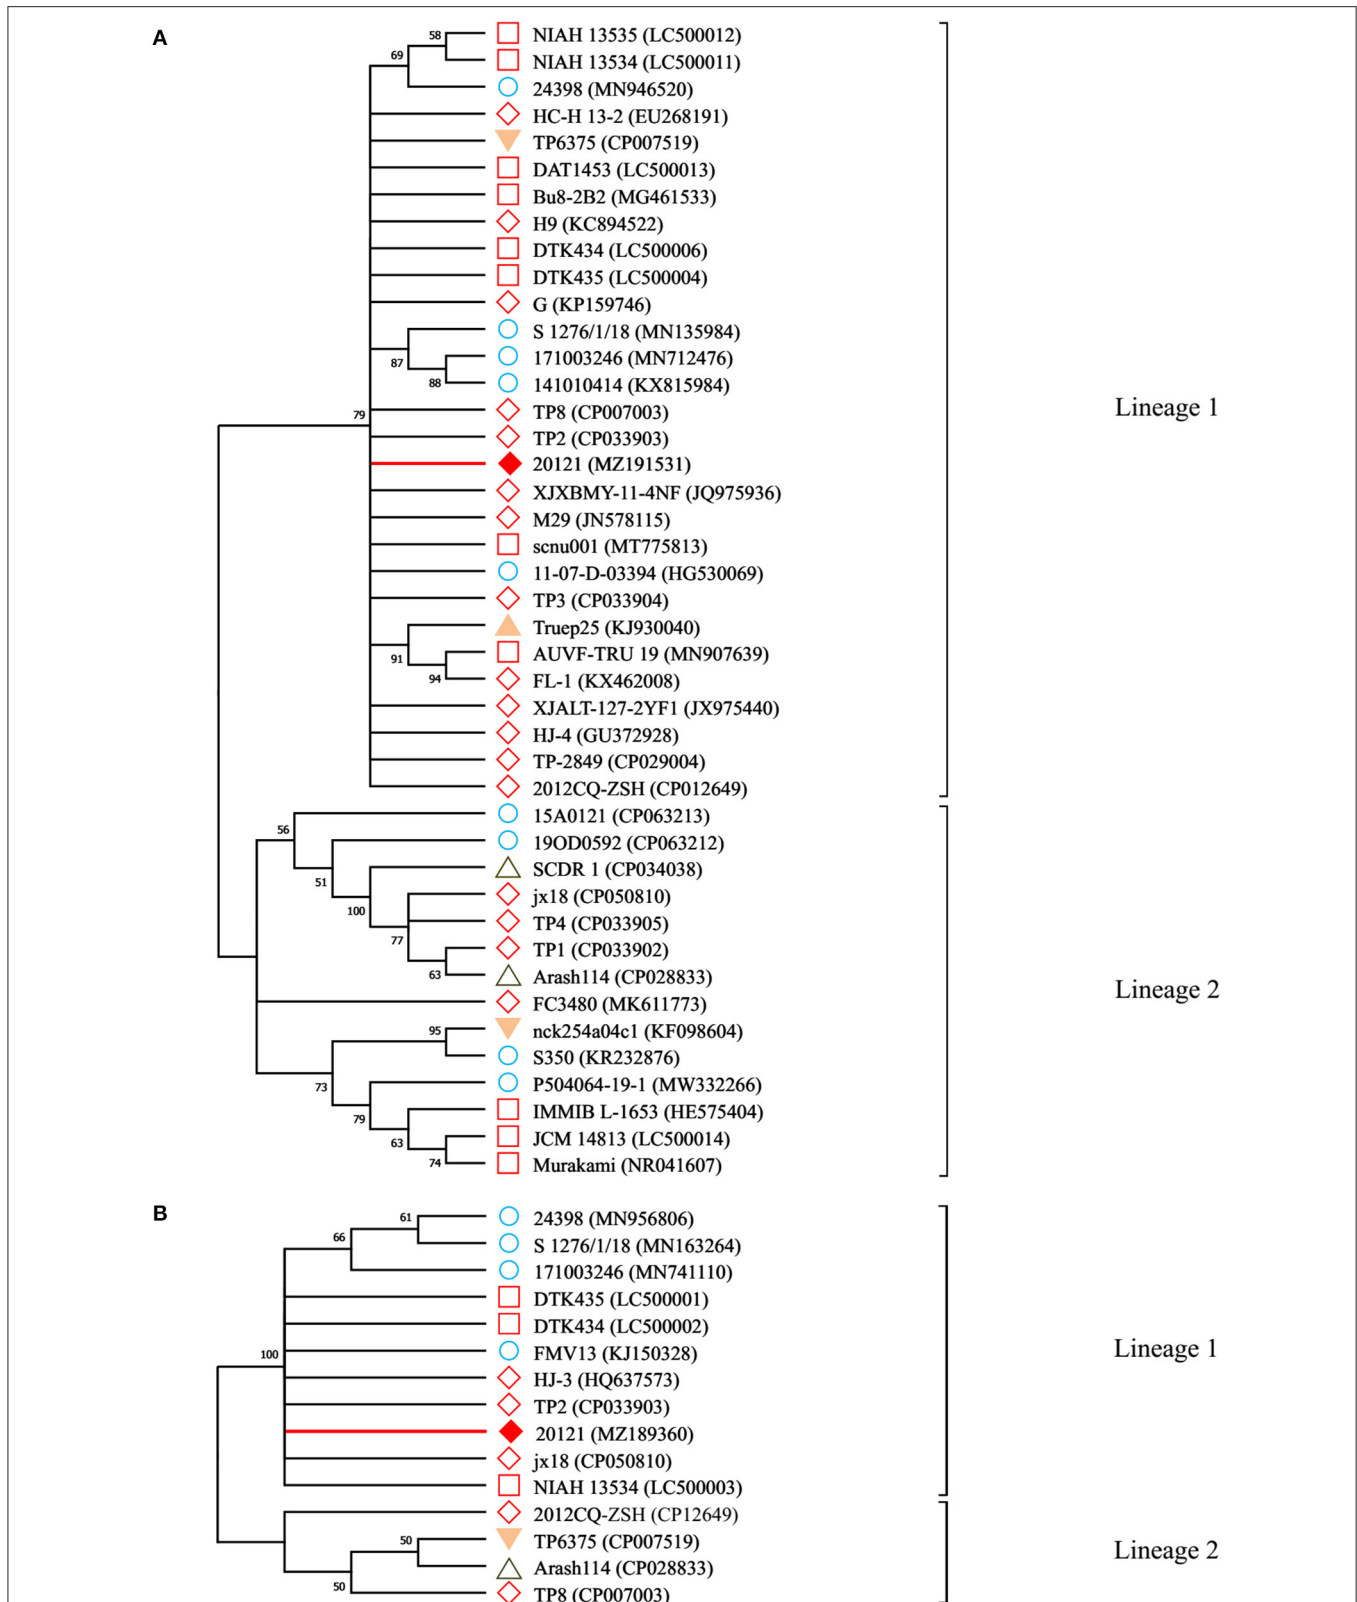 A
58
NIAH 13535 (LC500012)
69
NIAH 13534 (LC500011)
24398 (MN946520)
HC-H 13-2 (EU268191)
TP6375 (CP007519)
DAT1453 (LC500013)
Bu8-2B2 (MG461533)
H9 (KC894522)
DTK434 (LC500006)
DTK435 (LC500004)
G (KP159746)
S 1276/1/18 (MN135984)
87
171003246 (MN712476)
88
141010414 (KX815984)
79
TP8 (CP007003)
Lineage 1
TP2 (CP033903)
20121 (MZ191531)
XJXBMY-11-4NF (JQ975936)
M29 (JN578115)
scnu001 (MT775813)
11-07-D-03394 (HG530069)
TP3 (CP033904)
Truep25 (KJ930040)
91
AUVF-TRU 19 (MN907639)
94
FL-1 (KX462008)
XJALT-127-2YF1 (JX975440)
HJ-4 (GU372928)
TP-2849 (CP029004)
2012CQ-ZSH (CP012649)
15A0121 (CP063213)
56
19OD0592 (CP063212)
51
SCDR 1 (CP034038)
100
jx18 (CP050810)
TP4 (CP033905)
77
TP1 (CP033902)
63
Arash114 (CP028833)
Lineage 2
FC3480 (MK611773)
95
nck254a04c1 (KF098604)
S350 (KR232876)
73
P504064-19-1 (MW332266)
79
IMMIB L-1653 (HE575404)
63
JCM 14813 (LC500014)
74
Murakami (NR041607)
B
61
24398 (MN956806)
66
S 1276/1/18 (MN163264)
171003246 (MN741110)
DTK435 (LC500001)
DTK434 (LC500002)
100
FMV13 (KJ150328)
Lineage 1
HJ-3 (HQ637573)
TP2 (CP033903)
20121 (MZ189360)
jx18 (CP050810)
NIAH 13534 (LC500003)
2012CQ-ZSH (CP12649)
50
TP6375 (CP007519)
Lineage 2
Arash114 (CP028833)
50
TP8 (CP007003)